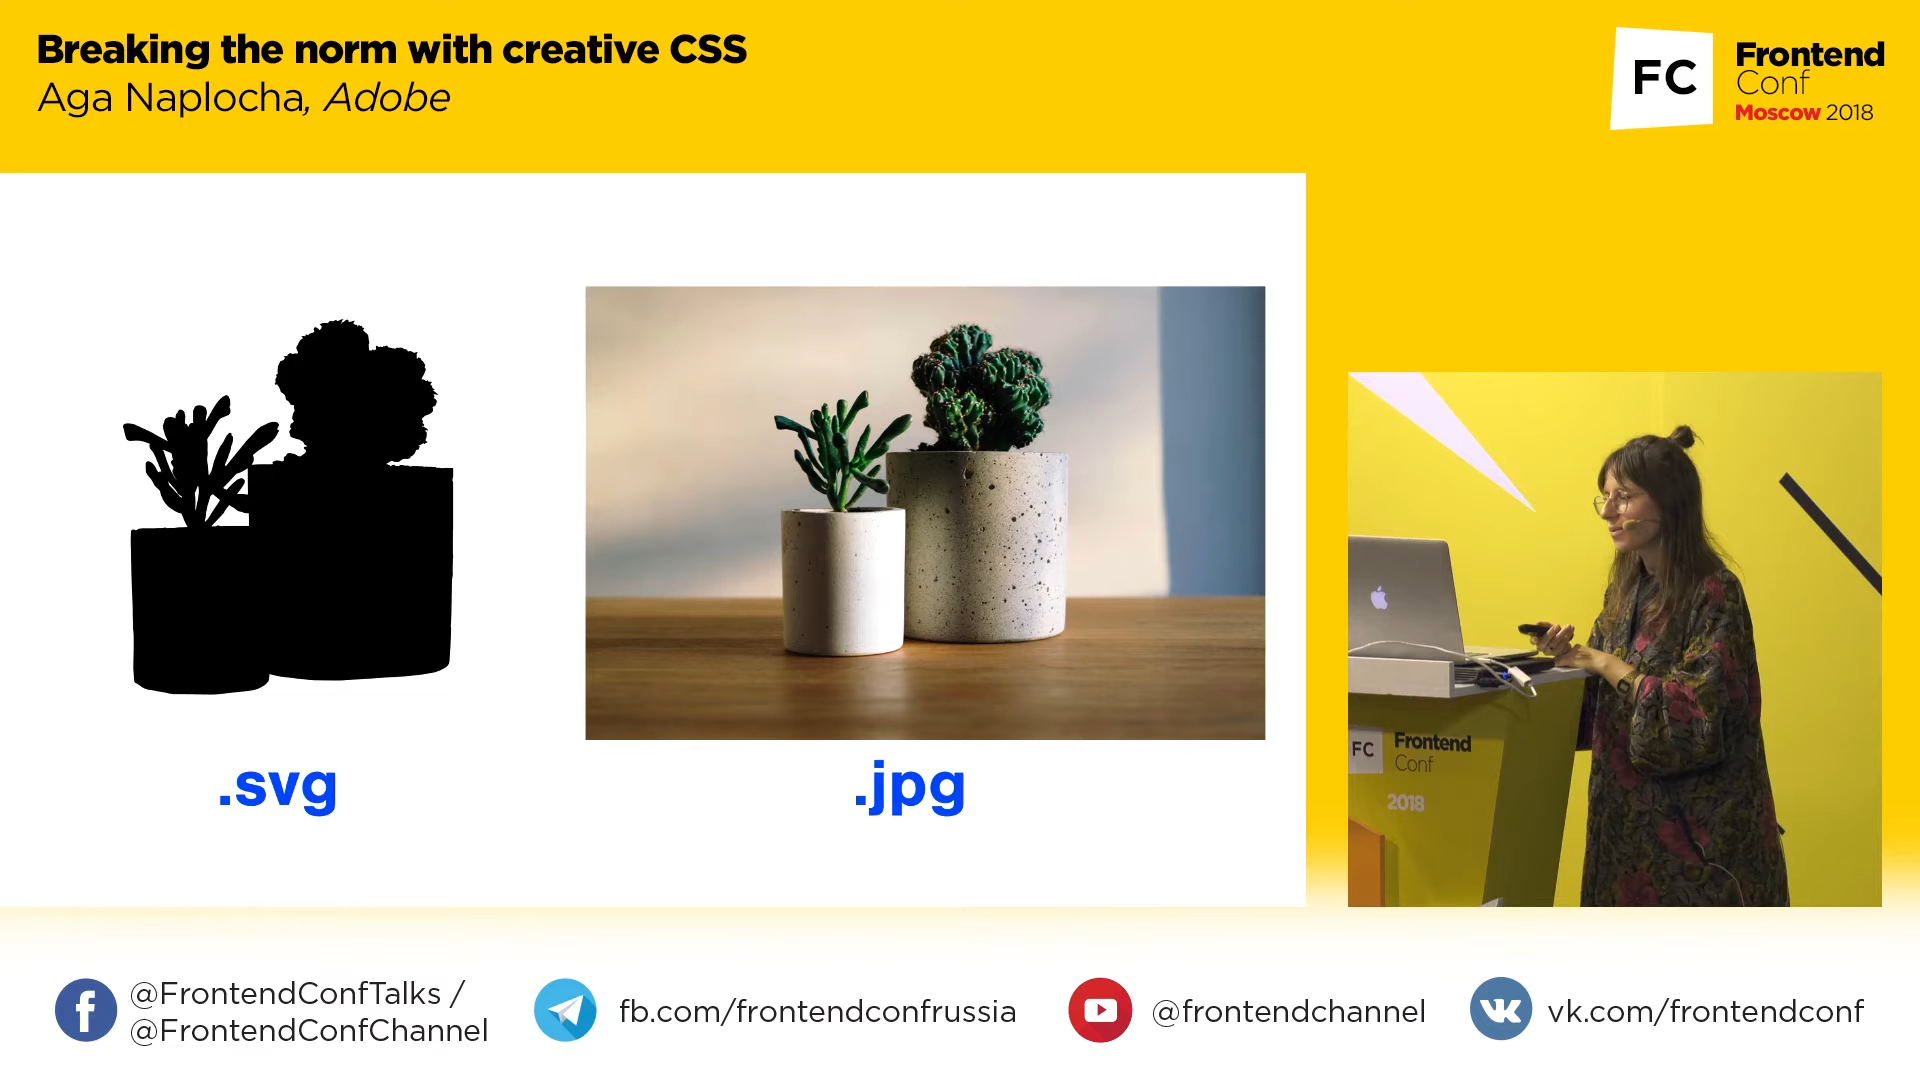 Breaking the norm with creative CSS
Aga Naplocha, Adobe
FC
Frontend
Conf
Moscow 2018
.svg
.jpg
FC
Frontend
Conf
2018
@FrontendConfTalks /
@FrontendConfChannel
fb.com/frontendconfrussia
@frontendchannel
vk.com/frontendconf